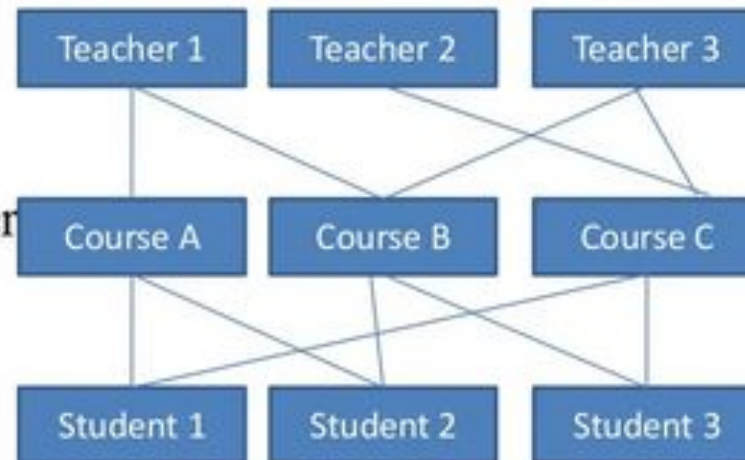 Teacher 1 Teacher 2 Teacher 3
Course A Course B Course C
Student 1 Student 2 Student 3